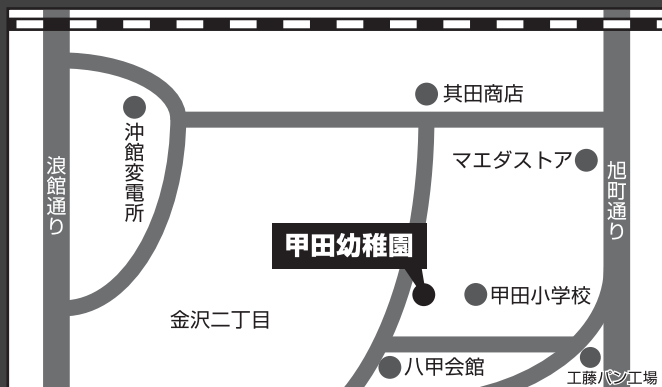 其田商店
沖館変電所
マエダストア
浪館通り
旭町通り
甲田幼稚園
甲田小学校
金沢二丁目
八甲会館
工藤パン工場